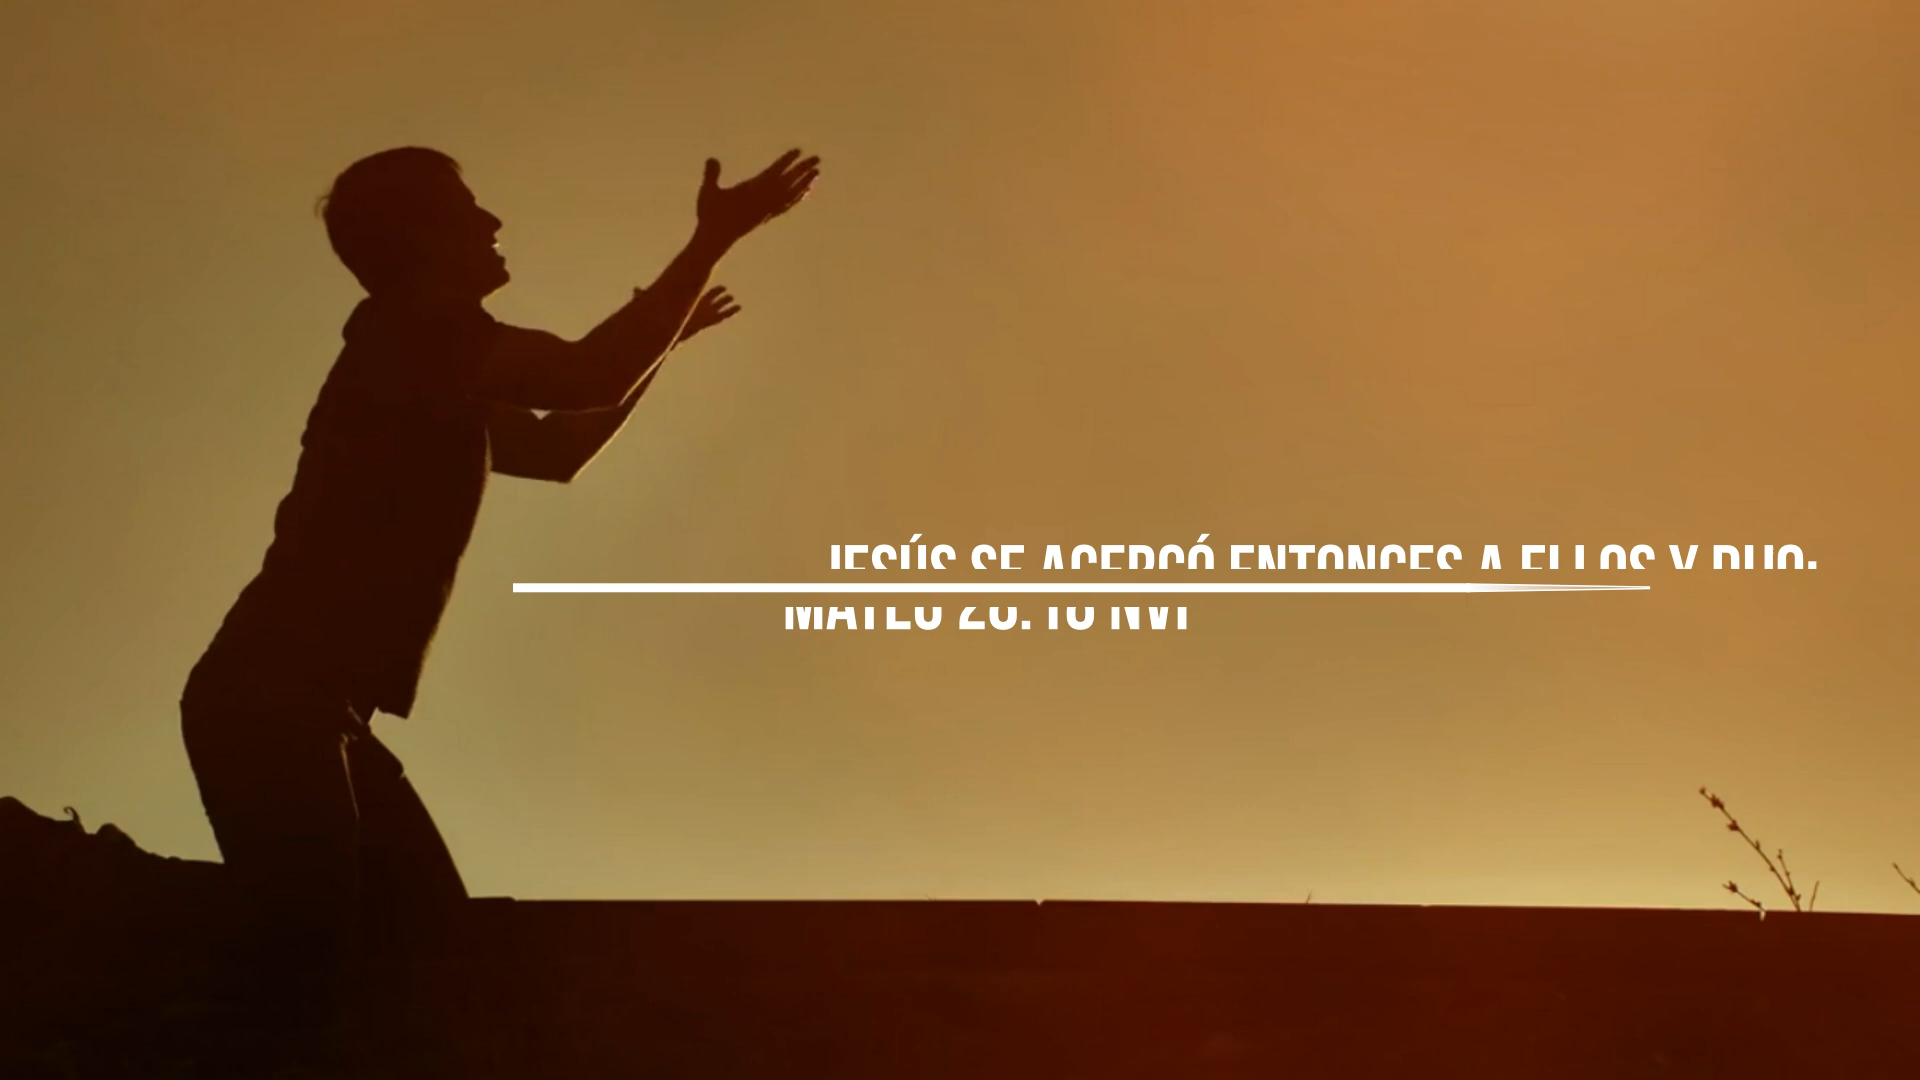 JESÚS SE ACERCÓ ENTONCES A ELLOS Y DIJO:
MATEO 28:18 NVI